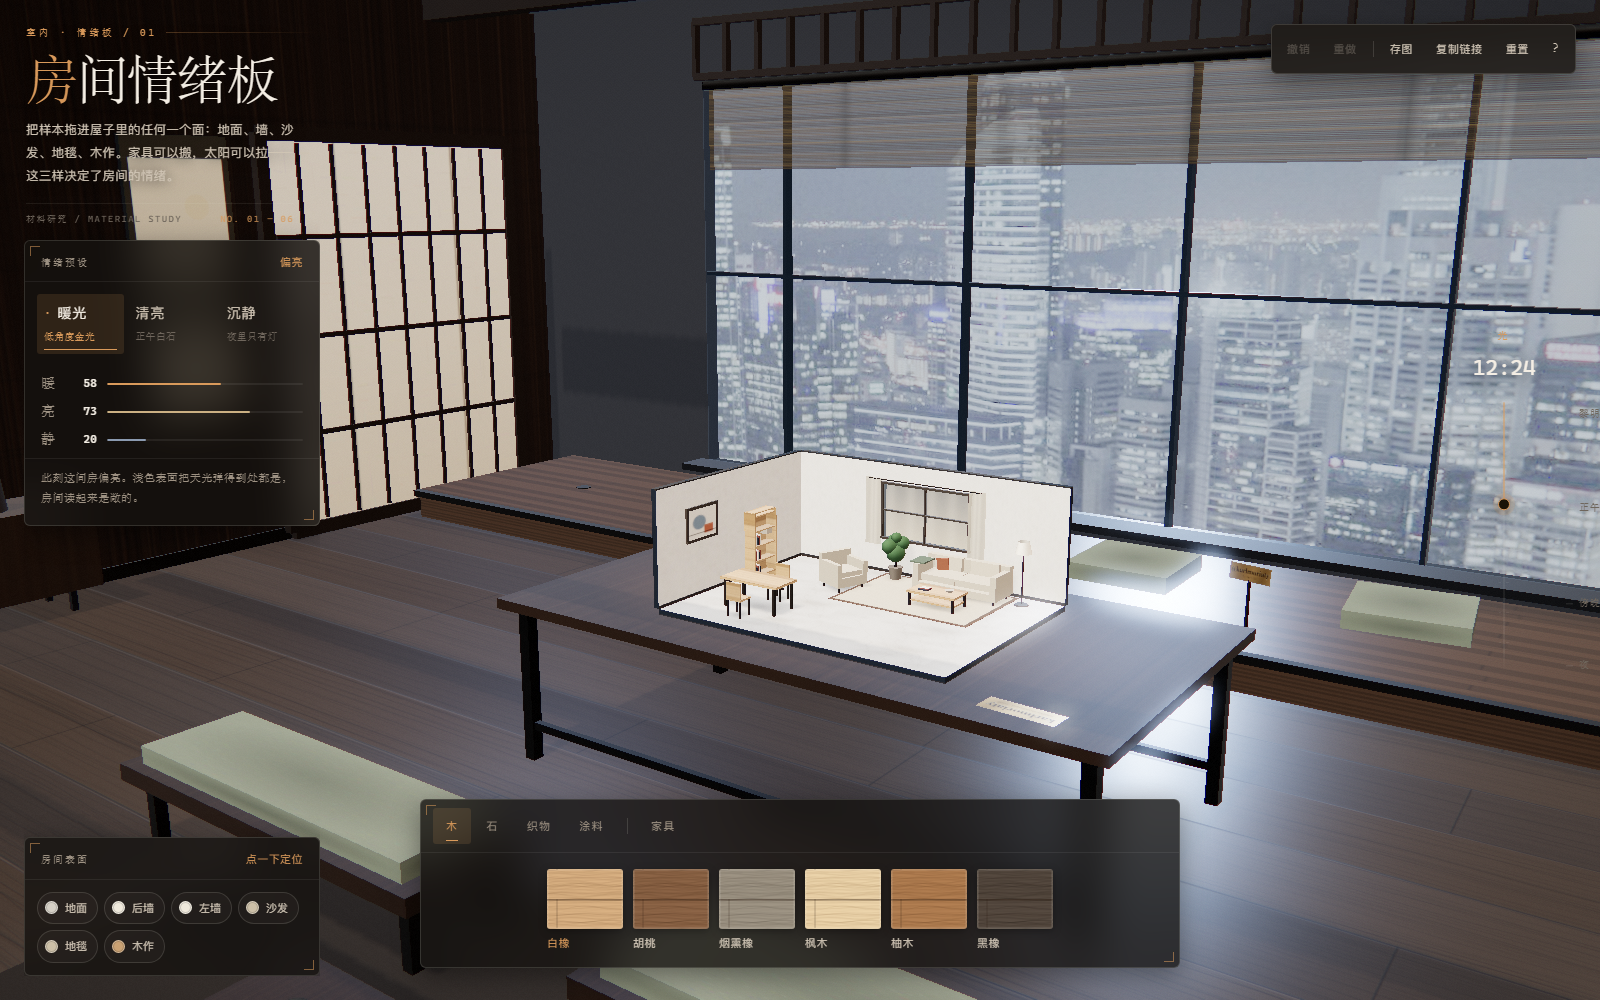 室内 · 情绪板 / 01
房间情绪板
把样本拖进屋子里的任何一个面：地面、墙、沙
发、地毯、木作。家具可以搬，太阳可以拉
这三样决定了房间的情绪。
材料研究 / MATERIAL STUDY
撤销 重做 存图 复制链接 重置 ?
情绪预设 偏亮
· 暖光 清亮 沉静
低角度金光 正午白石 夜里只有灯
暖 58
亮 73
静 20
此刻这间房偏亮。浅色表面把天光弹得到处都是，
房间读起来是敞的。
12:24
正午
木 石 织物 涂料 家具
白橡 胡桃 烟熏橡 枫木 柚木 黑橡
房间表面 点一下定位
地面 后墙 左墙 沙发
地毯 木作